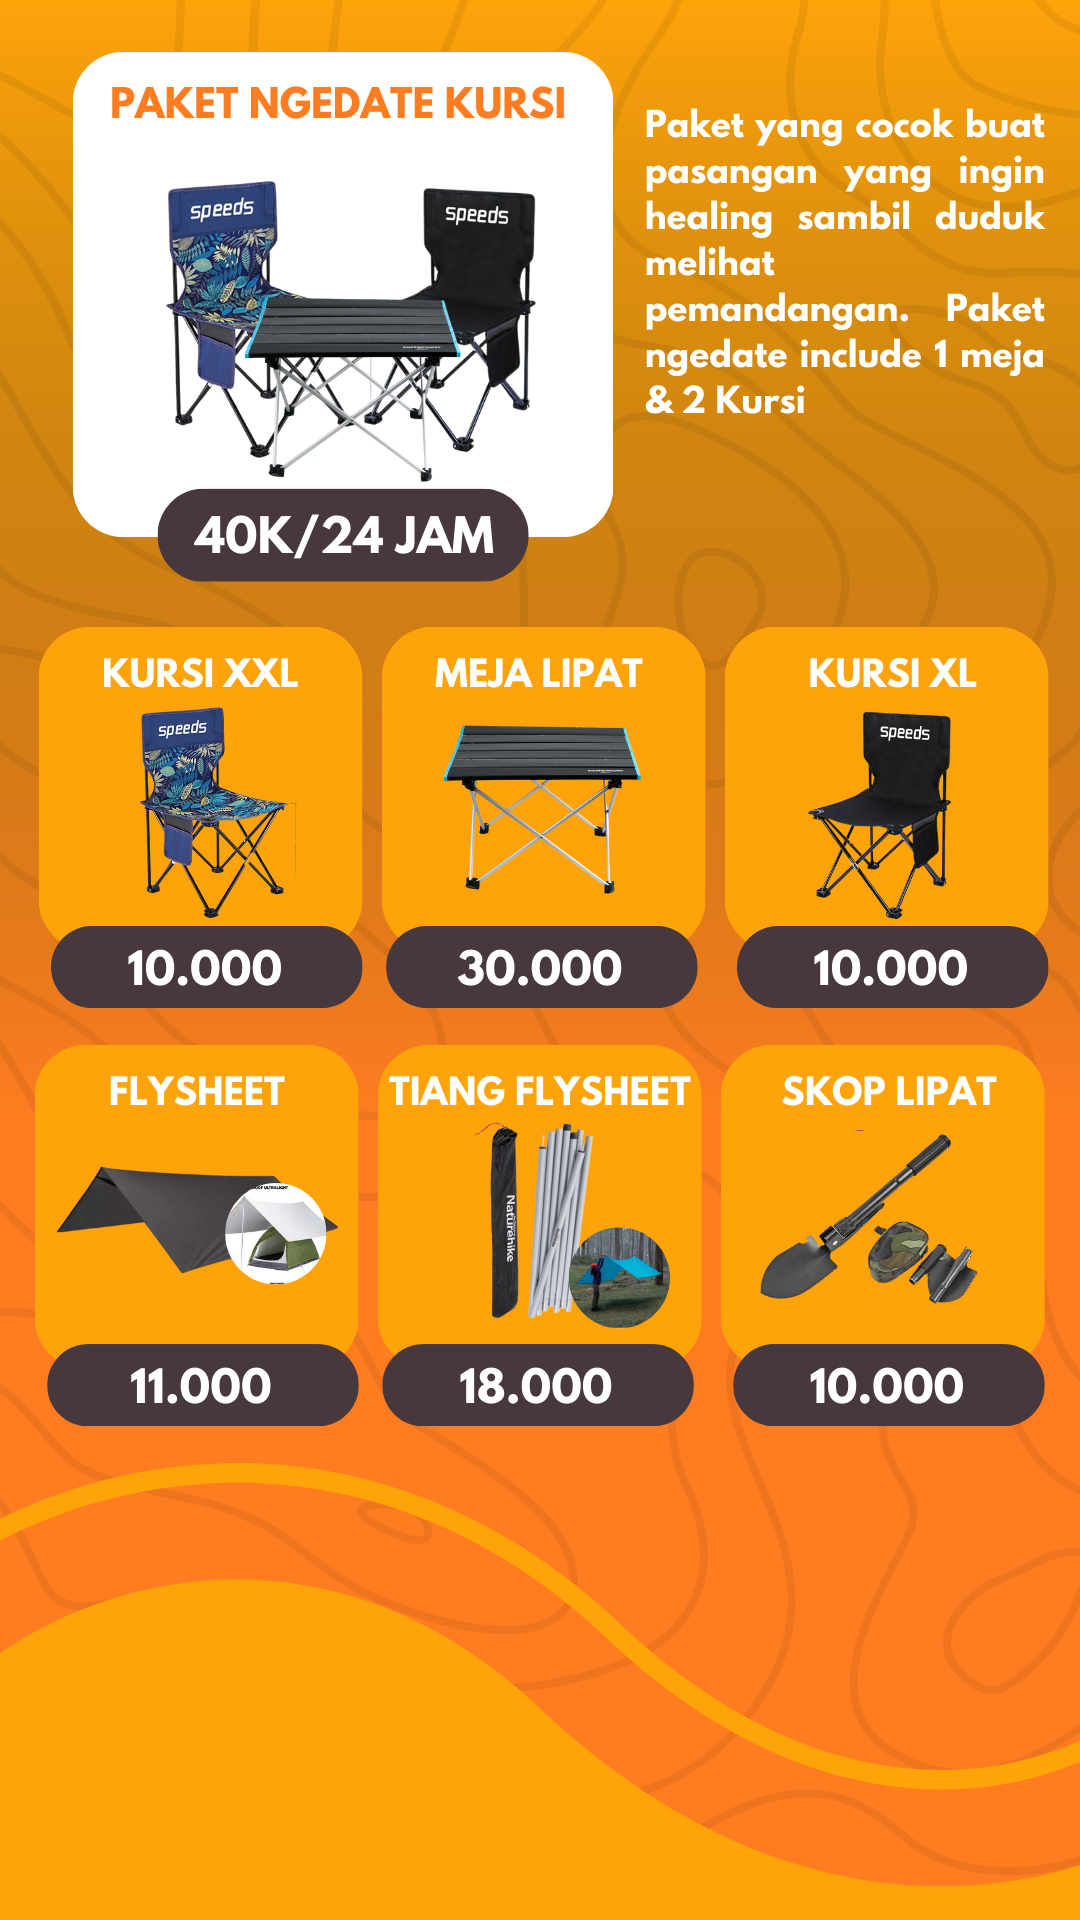 PAKET NGEDATE KURSI
speeds
speeds
40K/24 JAM
Paket yang cocok buat
pasangan yang ingin
healing sambil duduk
melihat
pemandangan. Paket
ngedate include 1 meja
& 2 Kursi
KURSI XXL
speeds
10.000
MEJA LIPAT
30.000
KURSI XL
speeds
10.000
FLYSHEET
11.000
TIANG FLYSHEET
Naturehike
18.000
SKOP LIPAT
10.000